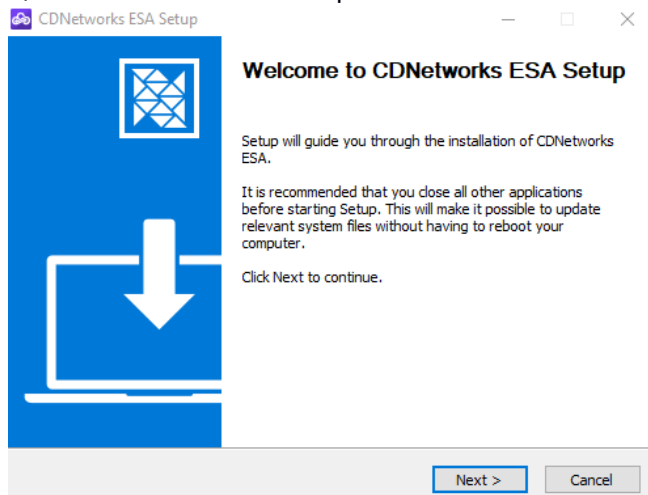 CDNetworks ESA Setup
Welcome to CDNetworks ESA Setup
Setup will guide you through the installation of CDNetworks
ESA.
It is recommended that you close all other applications
before starting Setup. This will make it possible to update
relevant system files without having to reboot your
computer.
Click Next to continue.
Next >
Cancel